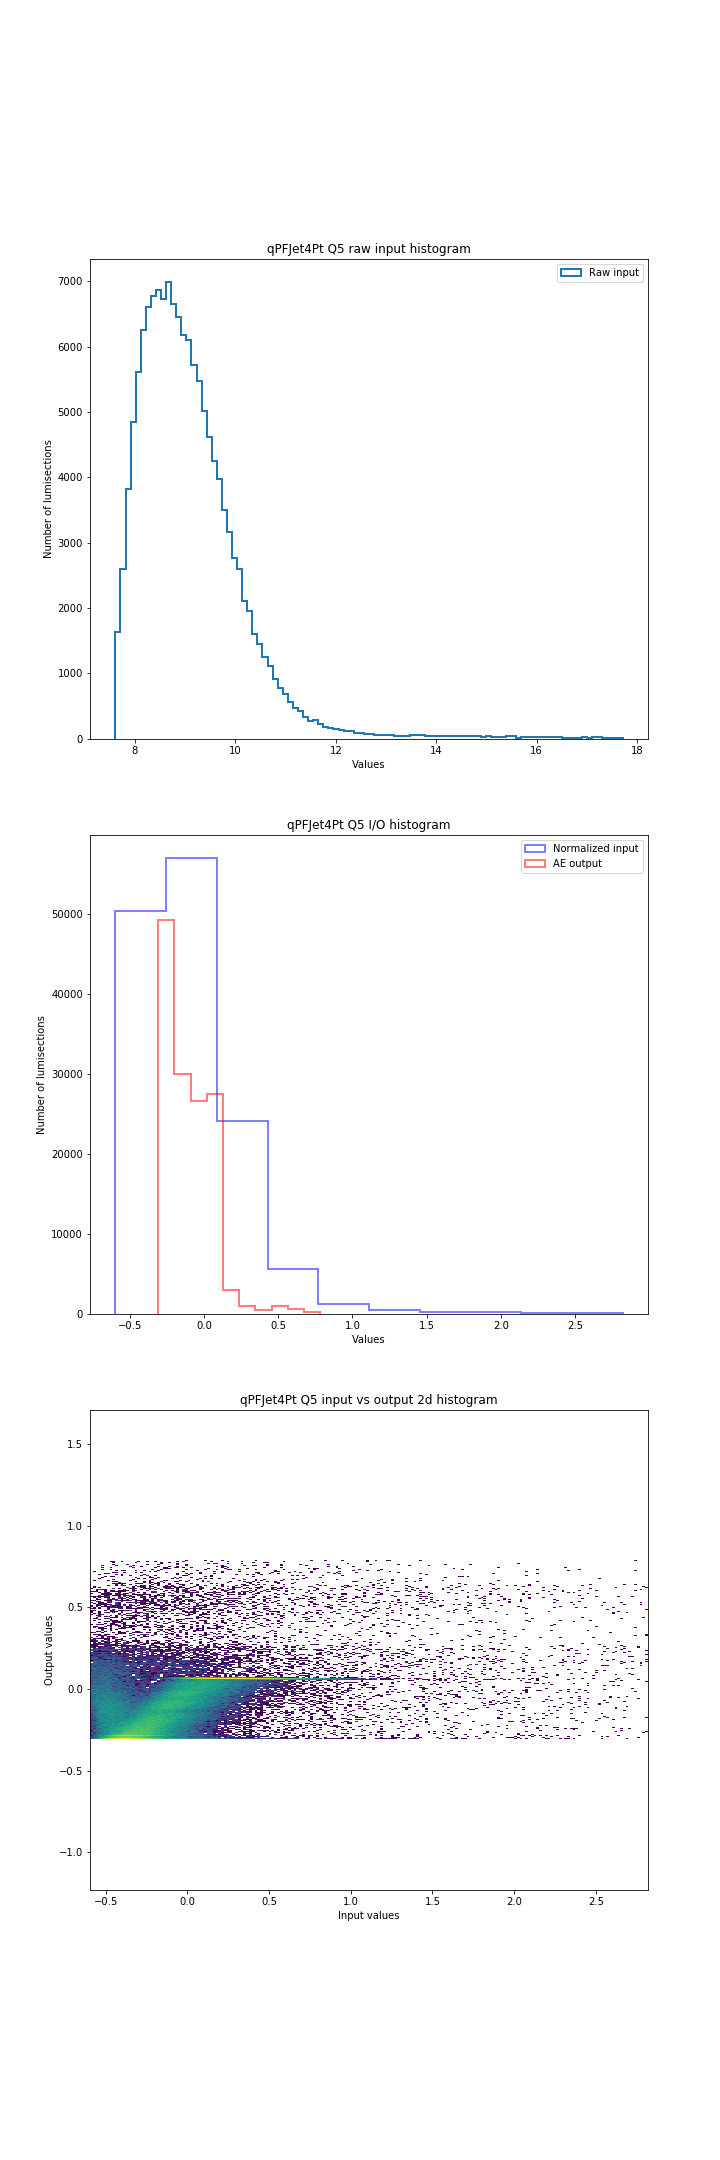 qPFJet4Pt Q5 raw input histogram
Raw input
7000
6000
5000
4000
3000
2000
1000
0
Number of lumisections
8 10 12 14 16 18
Values
qPFJet4Pt Q5 I/O histogram
Normalized input
AE output
50000
40000
30000
20000
10000
0
Number of lumisections
−0.5 0.0 0.5 1.0 1.5 2.0 2.5
Values
qPFJet4Pt Q5 input vs output 2d histogram
1.5
1.0
0.5
0.0
−0.5
−1.0
Output values
−0.5 0.0 0.5 1.0 1.5 2.0 2.5
Input values